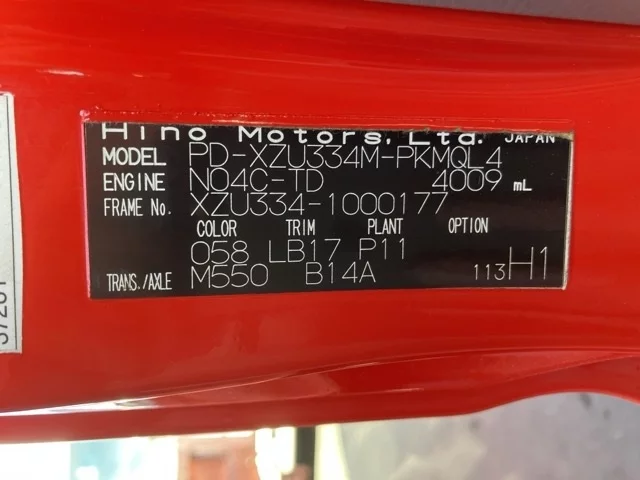 Hino Motors, Ltd. JAPAN
MODEL PD-XZU334M-PKMQL4
ENGINE N04C-TD 4009 mL
FRAME No. XZU334-1000177
COLOR TRIM PLANT OPTION
058 LB17 P11
TRANS./AXLE M550 B14A 113H1